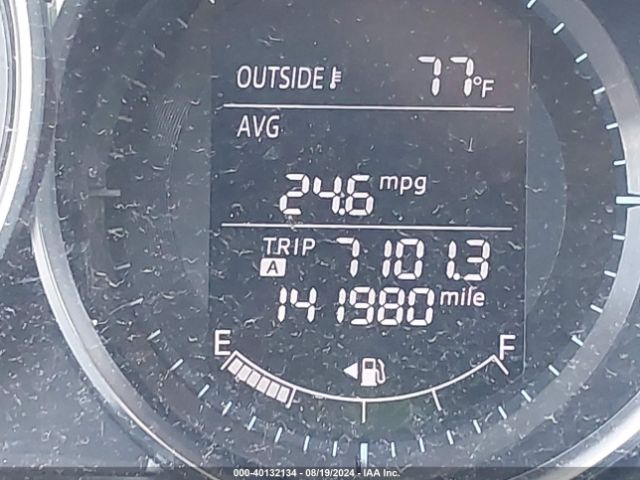 OUTSIDE 77°F
AVG
24.6 mpg
TRIP A 7101.3
141980 mile
E F
000-40132134 - 08/19/2024 - IAA Inc.